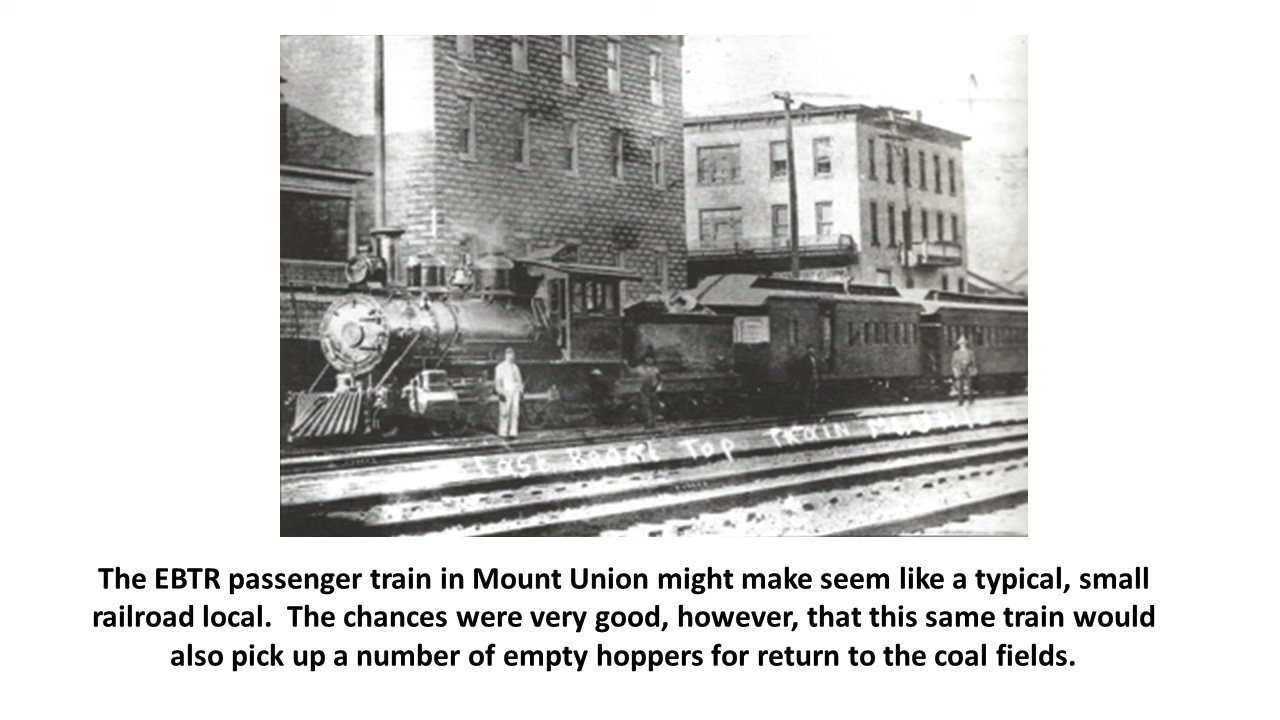 East Broad Top TRAIN Mt. UNION
The EBTR passenger train in Mount Union might make seem like a typical, small
railroad local.  The chances were very good, however, that this same train would
also pick up a number of empty hoppers for return to the coal fields.